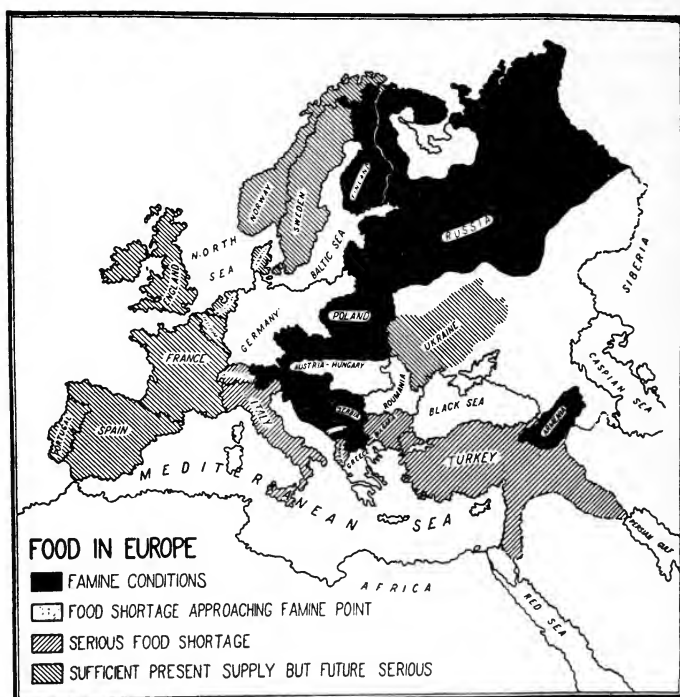 NORWAY
SWEDEN
FINLAND
RUSSIA
SIBERIA
NORTH
SEA
BALTIC SEA
ENGLAND
GERMANY
POLAND
UKRAINE
CASPIAN SEA
FRANCE
AUSTRIA-HUNGARY
ROUMANIA
BLACK SEA
SERBIA
ITALY
ARMENIA
PORTUGAL
SPAIN
GREECE
TURKEY
MEDITERRANEAN SEA
PERSIAN GULF
AFRICA
RED SEA
FOOD IN EUROPE
FAMINE CONDITIONS
FOOD SHORTAGE APPROACHING FAMINE POINT
SERIOUS FOOD SHORTAGE
SUFFICIENT PRESENT SUPPLY BUT FUTURE SERIOUS